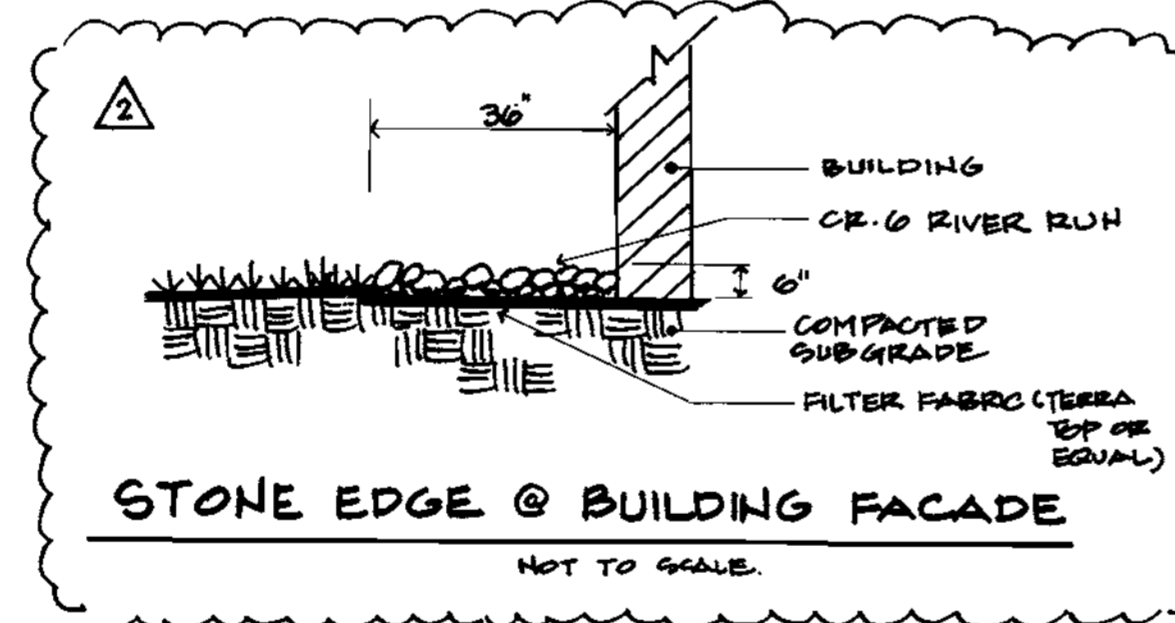 2
36"
BUILDING
CR.6 RIVER RUN
6"
COMPACTED
SUBGRADE
FILTER FABRIC (TERRA
TOP OR
EQUAL)
STONE EDGE @ BUILDING FACADE
NOT TO SCALE.